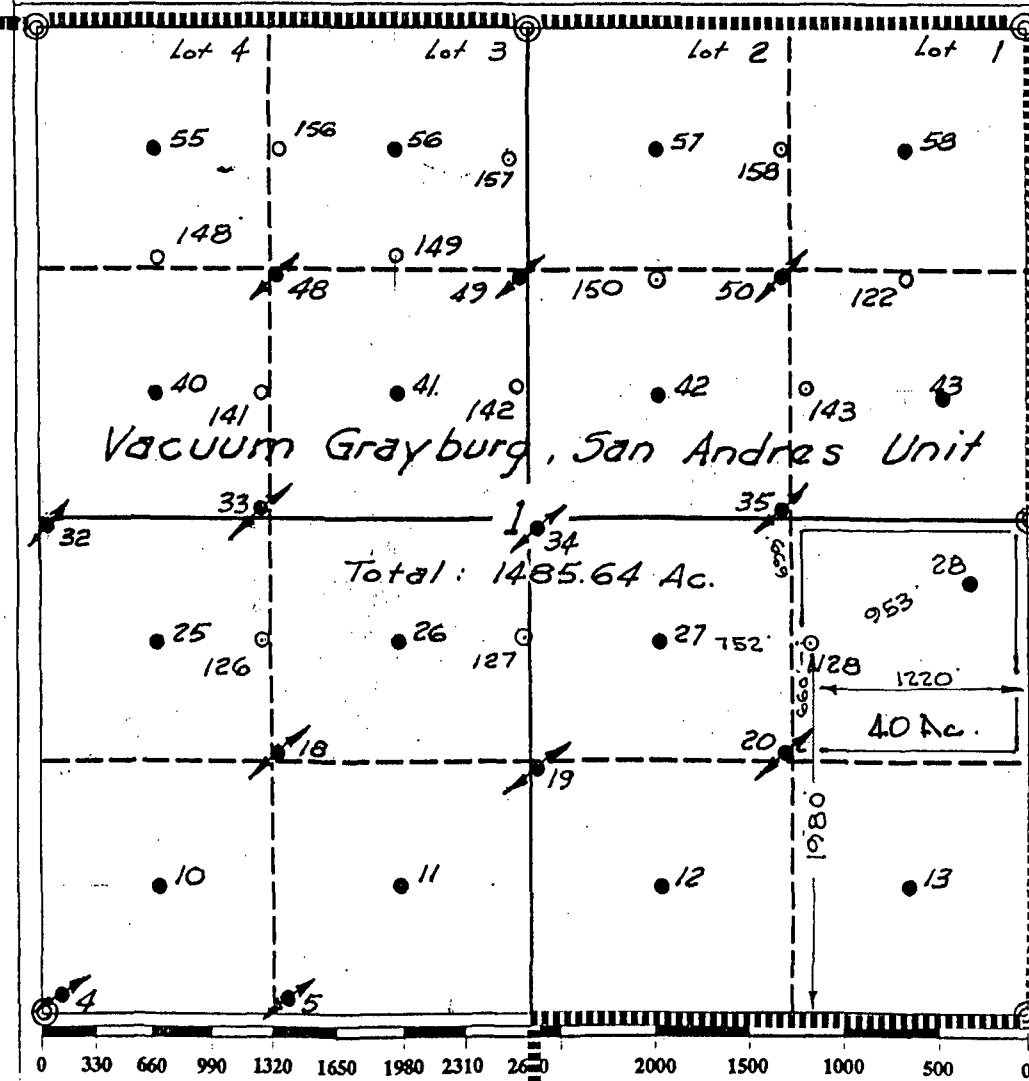 Lot 4 Lot 3 Lot 2 Lot 1
55 156 56 157 57 158 58
148 149
48 49 150 50 122
40 141 41. 142 42 143 43
Vacuum Grayburg, San Andres Unit
32 33 1 34 35
Total: 1485.64 Ac.
669'
28
953'
25 126 26 127 27 752' 128
660'
1220'
40 Ac.
18 19 20
1980
10 11 12 13
4 5
0 330 660 990 1320 1650 1980 2310 2000 1500 1000 500 0